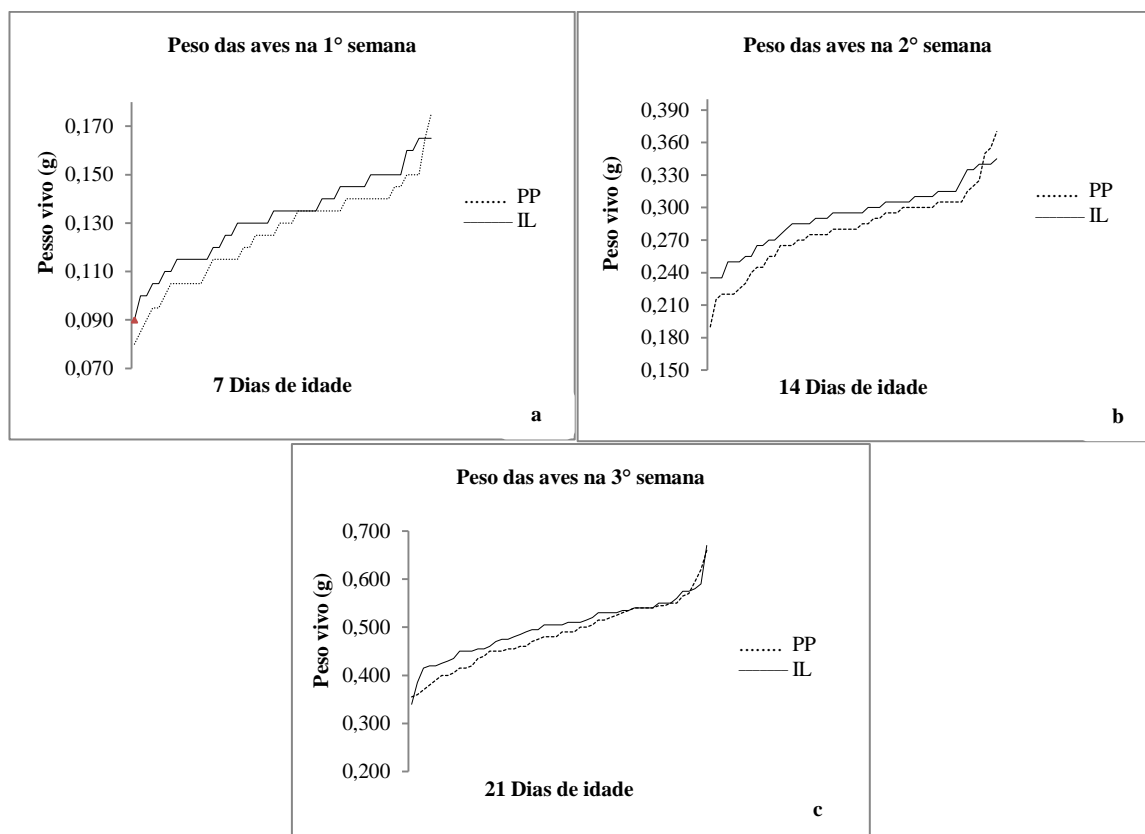 Peso das aves na 1° semana
Pesso vivo (g)
0,170
0,150
0,130
0,110
0,090
0,070
PP
IL
7 Dias de idade
a
Peso das aves na 2° semana
Peso vivo (g)
0,390
0,360
0,330
0,300
0,270
0,240
0,210
0,180
0,150
PP
IL
14 Dias de idade
b
Peso das aves na 3° semana
Peso vivo (g)
0,700
0,600
0,500
0,400
0,300
0,200
PP
IL
21 Dias de idade
c